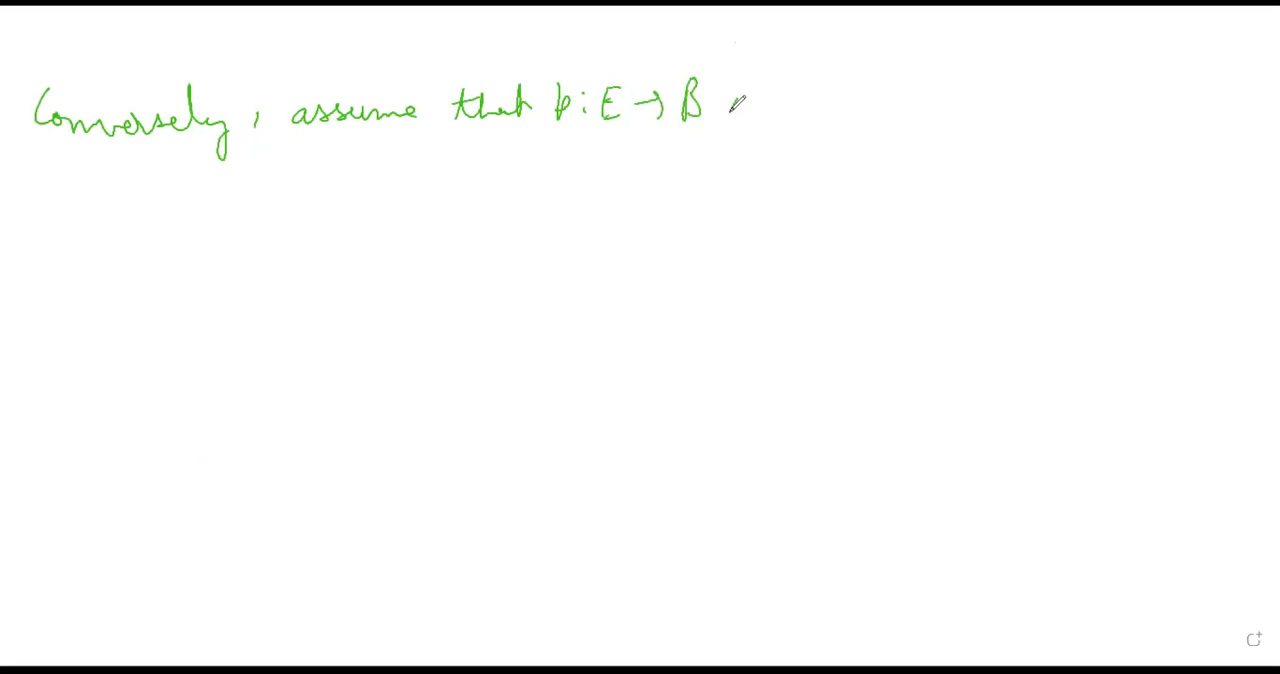 Conversely, assume that p: E → B